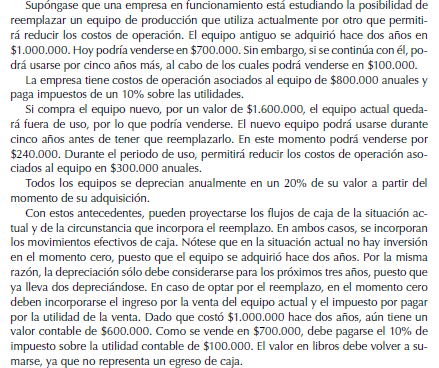 Supóngase que una empresa en funcionamiento está estudiando la posibilidad de
reemplazar un equipo de producción que utiliza actualmente por otro que permiti-
rá reducir los costos de operación. El equipo antiguo se adquirió hace dos años en
$1.000.000. Hoy podría venderse en $700.000. Sin embargo, si se continúa con él, po-
drá usarse por cinco años más, al cabo de los cuales podrá venderse en $100.000.
La empresa tiene costos de operación asociados al equipo de $800.000 anuales y
paga impuestos de un 10% sobre las utilidades.
Si compra el equipo nuevo, por un valor de $1.600.000, el equipo actual queda-
rá fuera de uso, por lo que podría venderse. El nuevo equipo podrá usarse durante
cinco años antes de tener que reemplazarlo. En este momento podrá venderse por
$240.000. Durante el periodo de uso, permitirá reducir los costos de operación aso-
ciados al equipo en $300.000 anuales.
Todos los equipos se deprecian anualmente en un 20% de su valor a partir del
momento de su adquisición.
Con estos antecedentes, pueden proyectarse los flujos de caja de la situación ac-
tual y de la circunstancia que incorpora el reemplazo. En ambos casos, se incorporan
los movimientos efectivos de caja. Nótese que en la situación actual no hay inversión
en el momento cero, puesto que el equipo se adquirió hace dos años. Por la misma
razón, la depreciación sólo debe considerarse para los próximos tres años, puesto que
ya lleva dos depreciándose. En caso de optar por el reemplazo, en el momento cero
deben incorporarse el ingreso por la venta del equipo actual y el impuesto por pagar
por la utilidad de la venta. Dado que costó $1.000.000 hace dos años, aún tiene un
valor contable de $600.000. Como se vende en $700.000, debe pagarse el 10% de
impuesto sobre la utilidad contable de $100.000. El valor en libros debe volver a su-
marse, ya que no representa un egreso de caja.